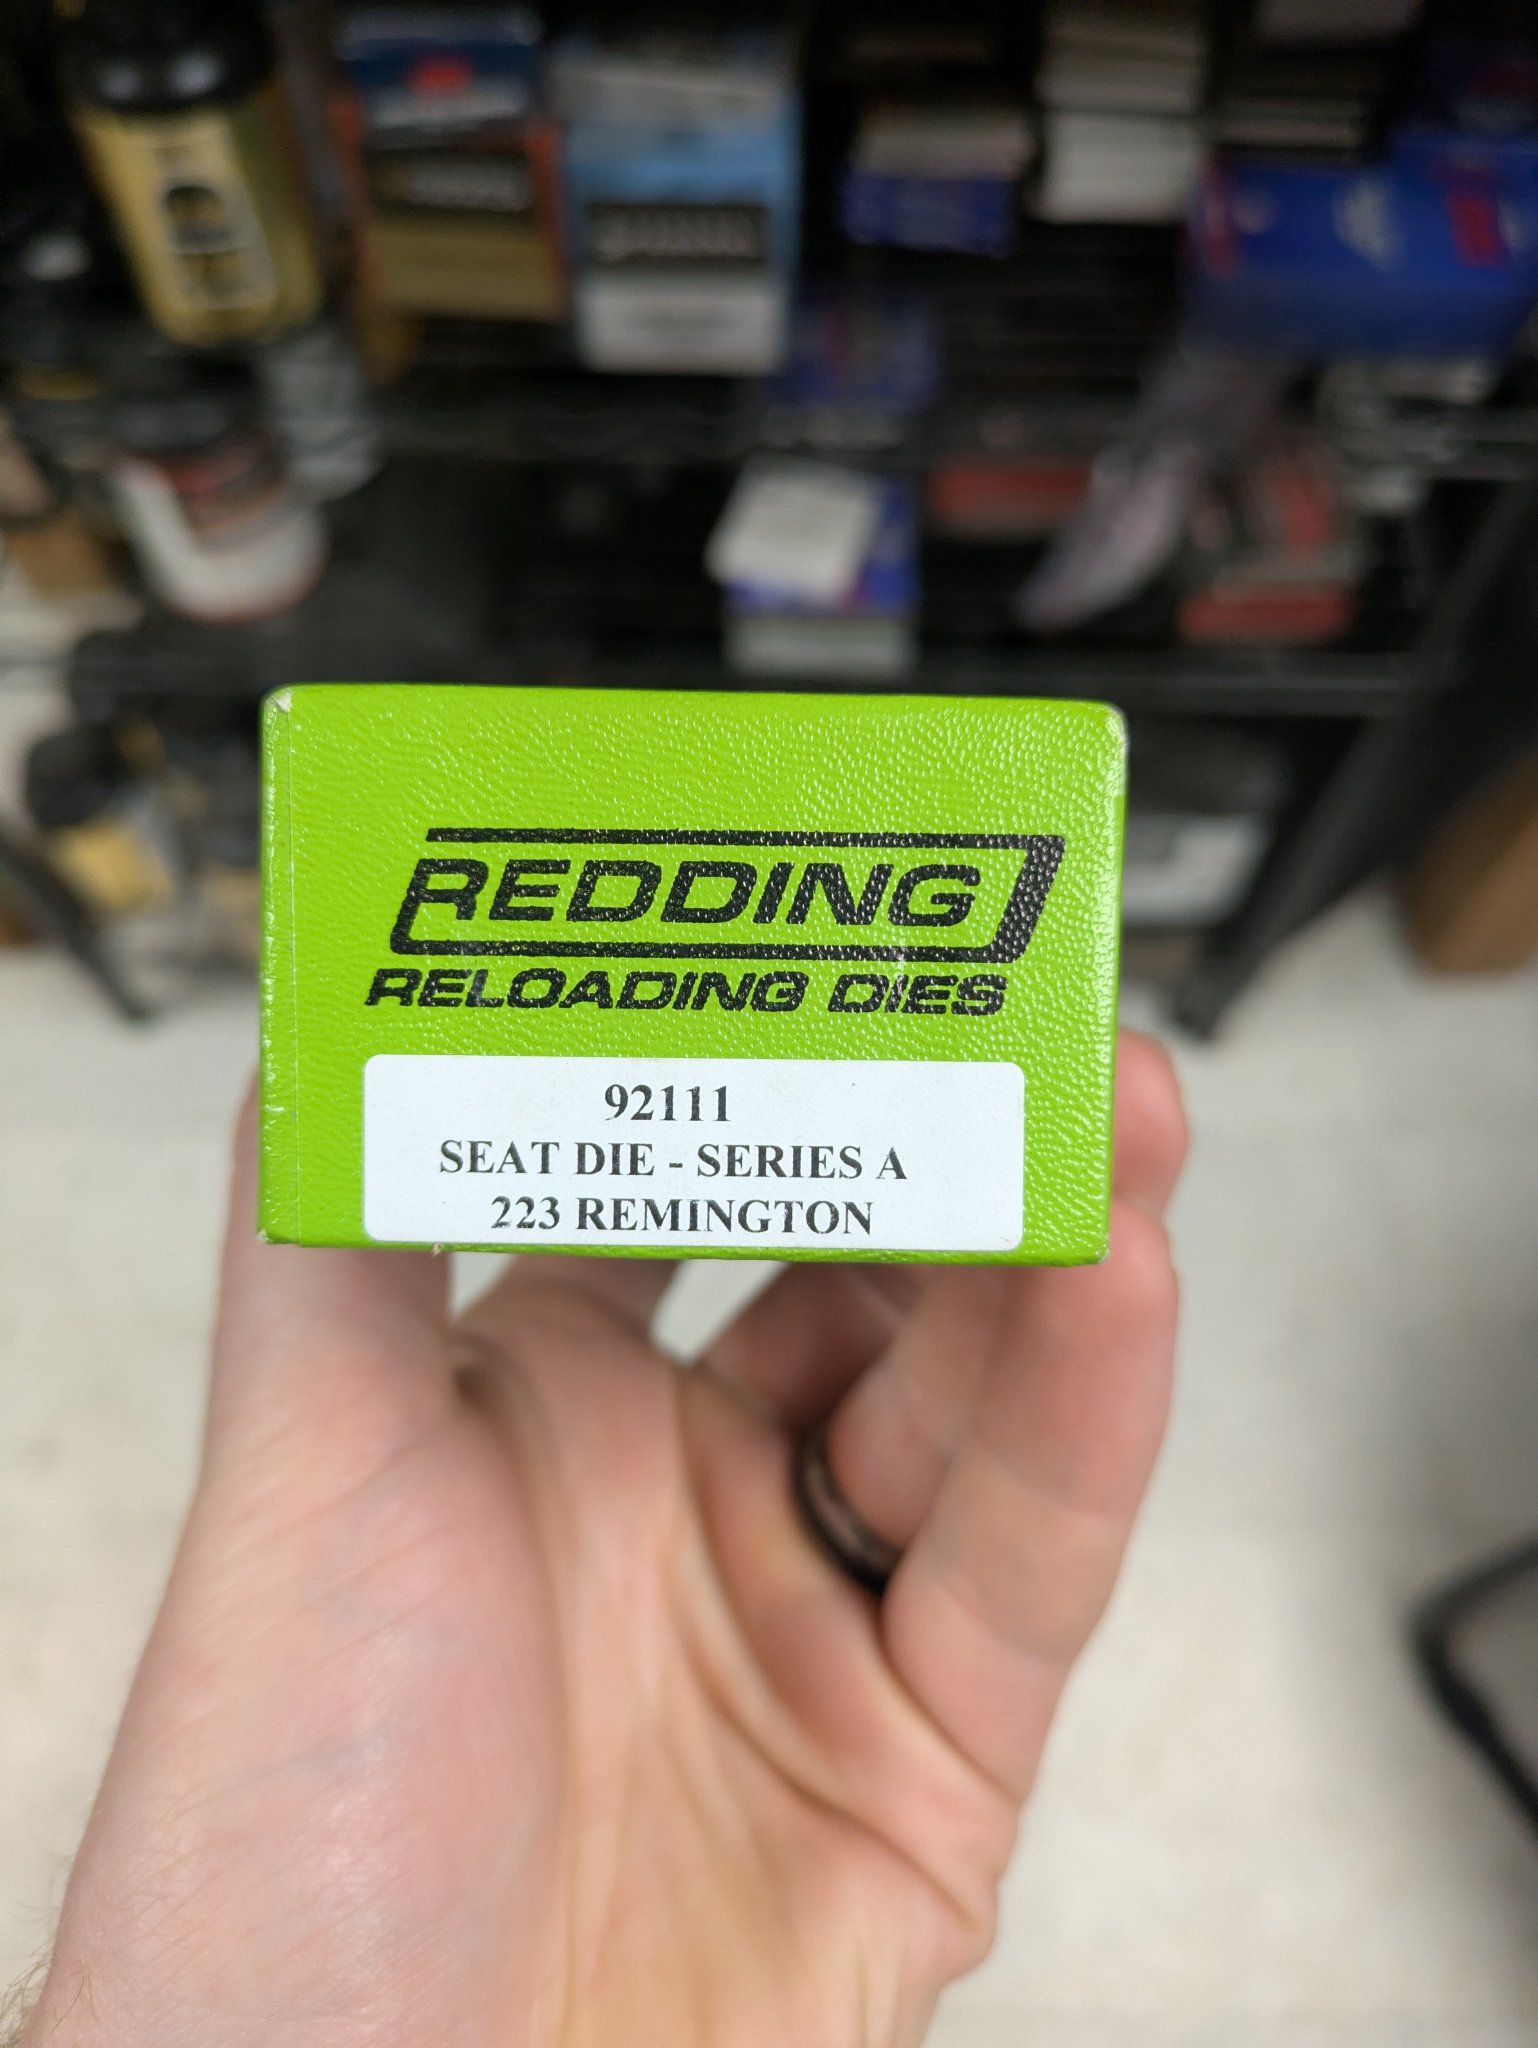 REDDING
RELOADING DIES
92111
SEAT DIE - SERIES A
223 REMINGTON